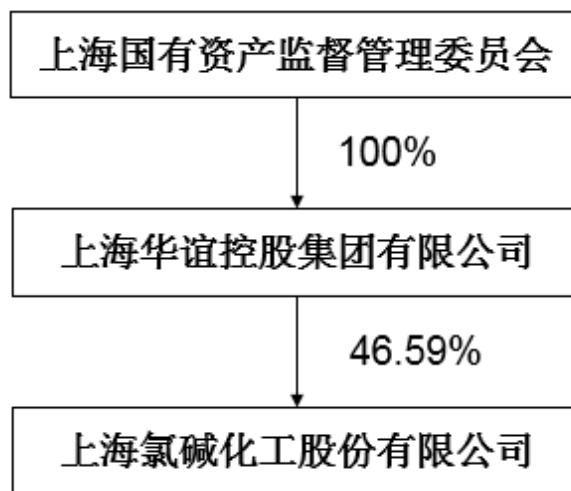 上海国有资产监督管理委员会
100%
上海华谊控股集团有限公司
46.59%
上海氯碱化工股份有限公司